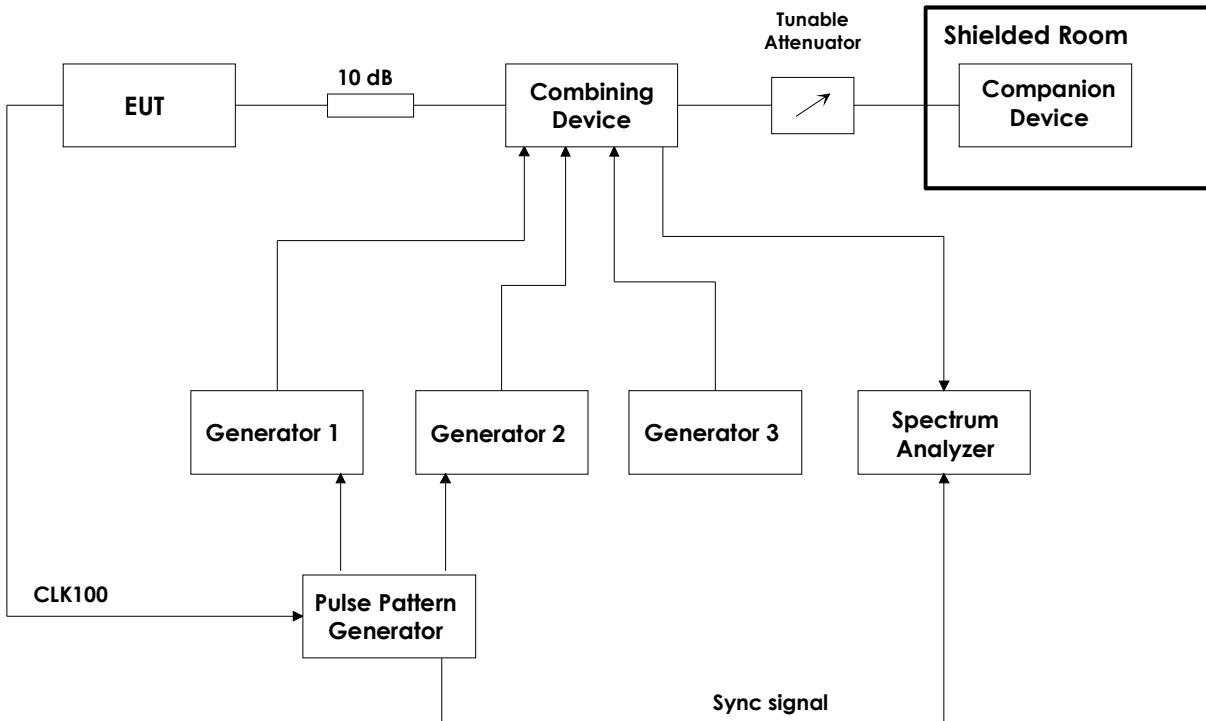 Tunable
Attenuator
Shielded Room
EUT
10 dB
Combining
Device
Companion
Device
Generator 1
Generator 2
Generator 3
Spectrum
Analyzer
CLK100
Pulse Pattern
Generator
Sync signal